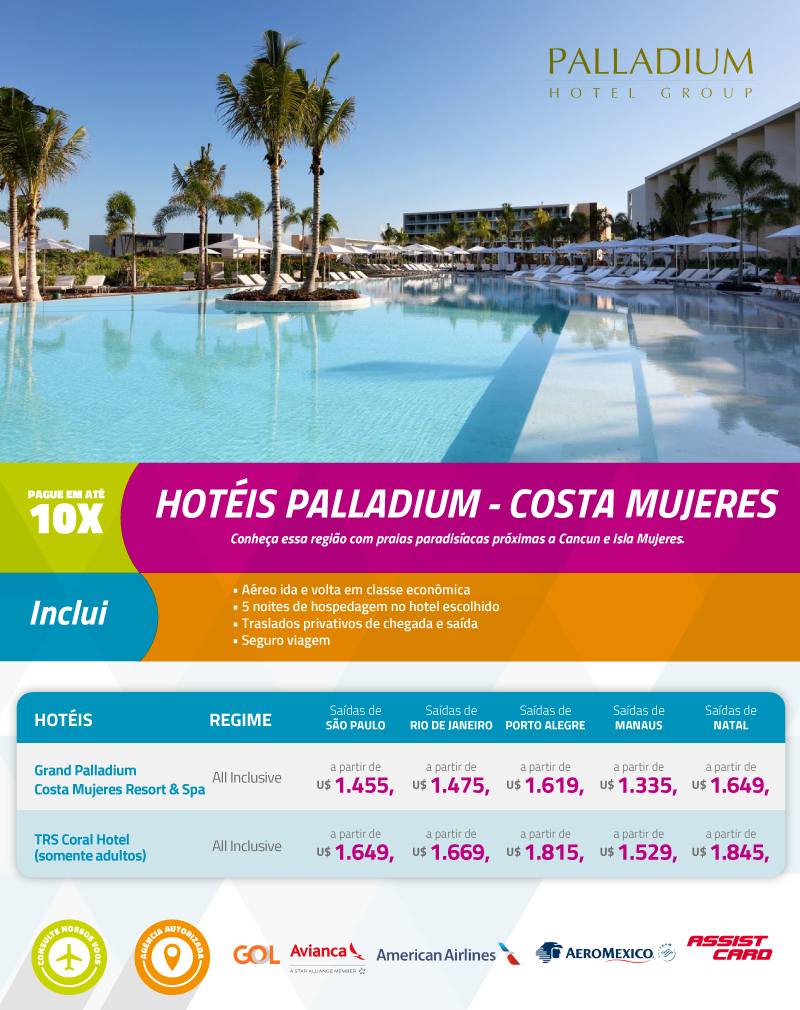 PALLADIUM
HOTEL GROUP
PAGUE EM ATÉ
10X
HOTÉIS PALLADIUM - COSTA MUJERES
Conheça essa região com praias paradisíacas próximas a Cancun e Isla Mujeres.
Inclui
• Aéreo ida e volta em classe econômica
• 5 noites de hospedagem no hotel escolhido
• Traslados privativos de chegada e saída
• Seguro viagem
HOTÉIS
REGIME
Saídas de
SÃO PAULO
Saídas de
RIO DE JANEIRO
Saídas de
PORTO ALEGRE
Saídas de
MANAUS
Saídas de
NATAL
Grand Palladium
Costa Mujeres Resort & Spa
All Inclusive
a partir de
U$ 1.455,
a partir de
U$ 1.475,
a partir de
U$ 1.619,
a partir de
U$ 1.335,
a partir de
U$ 1.649,
TRS Coral Hotel
(somente adultos)
All Inclusive
a partir de
U$ 1.649,
a partir de
U$ 1.669,
a partir de
U$ 1.815,
a partir de
U$ 1.529,
a partir de
U$ 1.845,
CONSULTE NOSSOS VOOS
AGÊNCIA AUTORIZADA
GOL
Avianca
A STAR ALLIANCE MEMBER
American Airlines
AEROMEXICO.
ASSIST
CARD